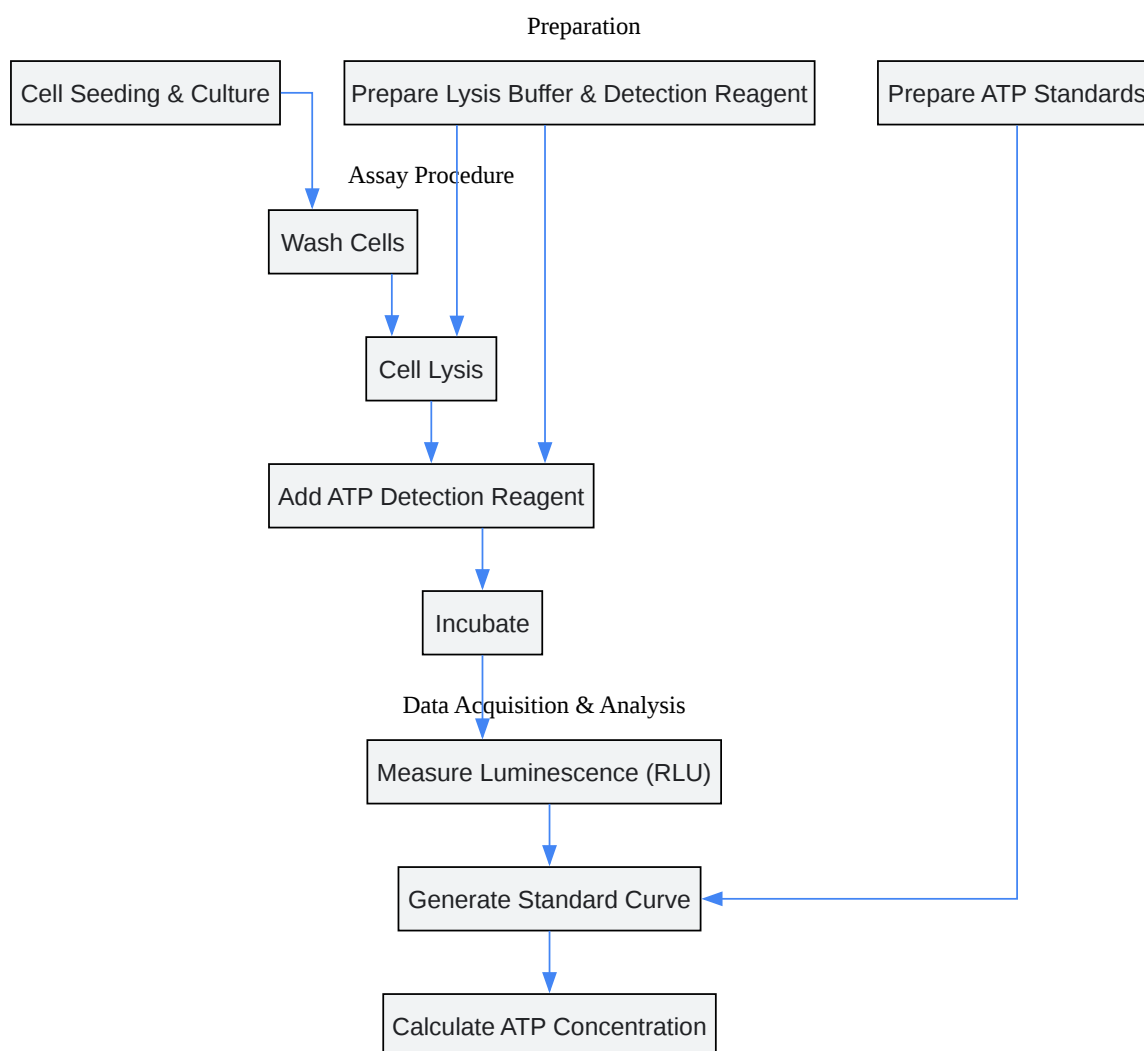 Preparation
Cell Seeding & Culture
Prepare Lysis Buffer & Detection Reagent
Prepare ATP Standards
Assay Procedure
Wash Cells
Cell Lysis
Add ATP Detection Reagent
Incubate
Data Acquisition & Analysis
Measure Luminescence (RLU)
Generate Standard Curve
Calculate ATP Concentration